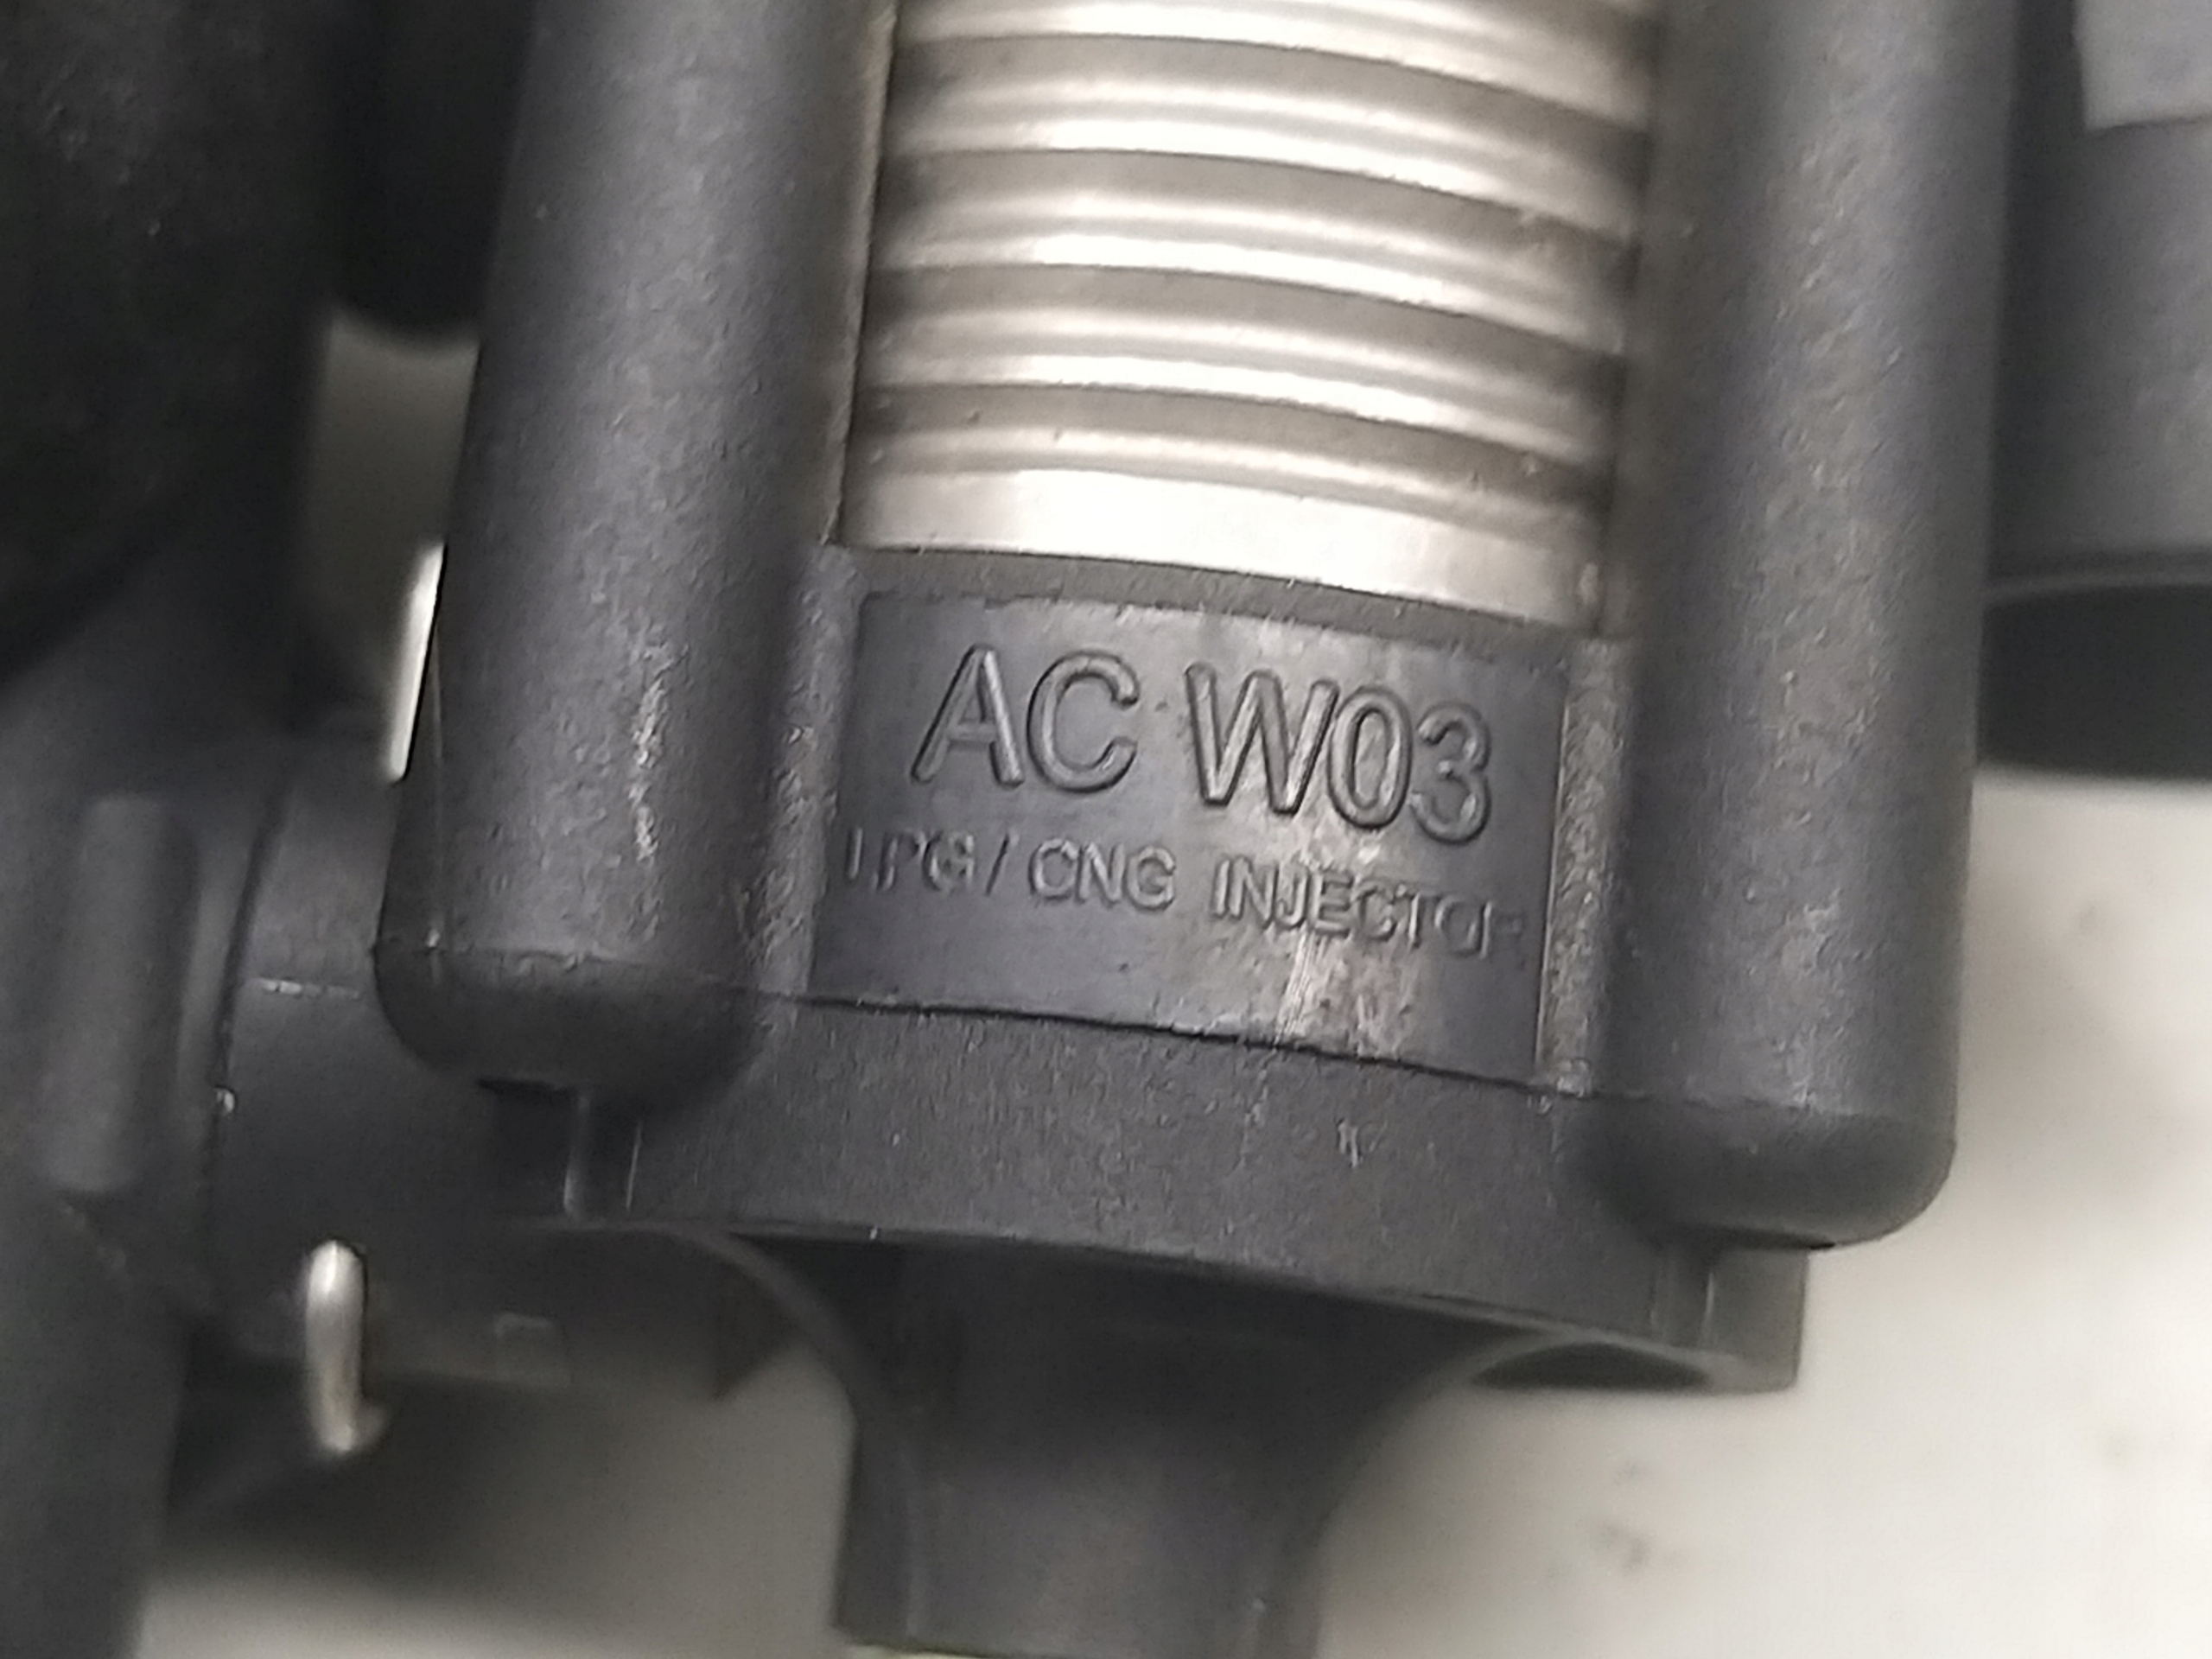 AC W03
LPG/ CNG INJECTOR